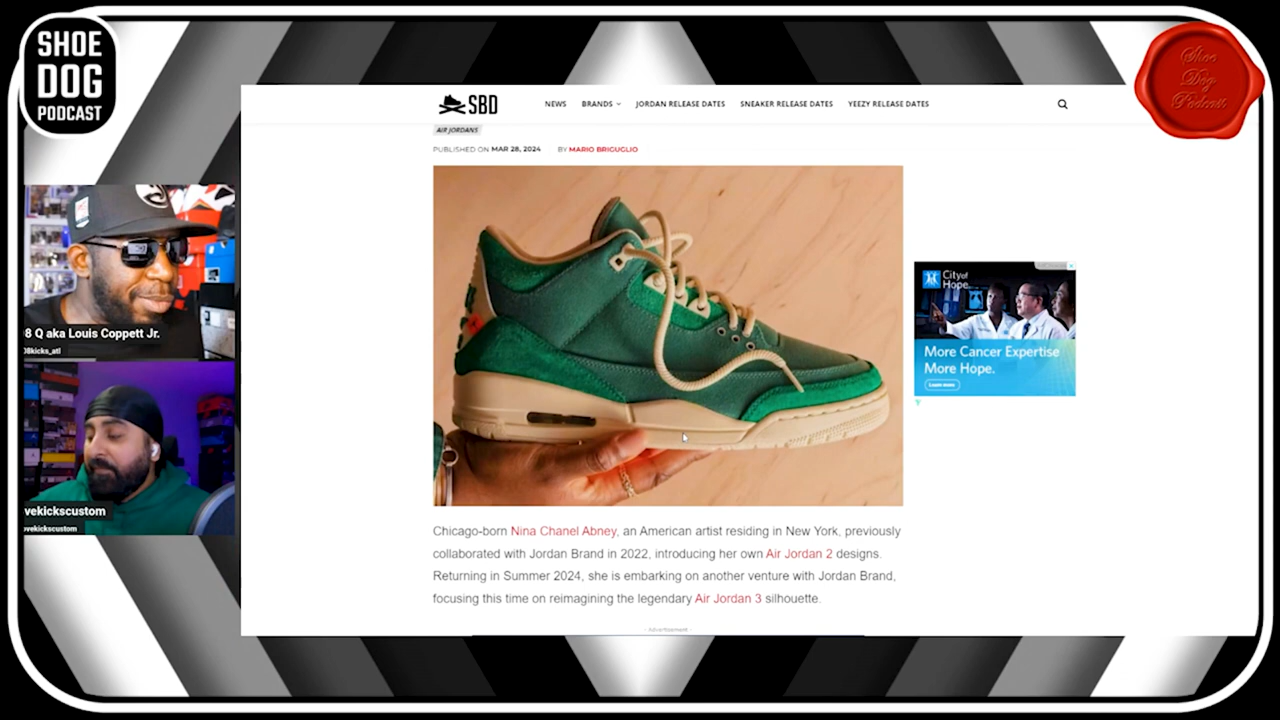 SHOE
DOG
PODCAST
Shoe
Dog
Podcast
SBD
NEWS BRANDS JORDAN RELEASE DATES SNEAKER RELEASE DATES YEEZY RELEASE DATES
AIR JORDANS
PUBLISHED ON MAR 28, 2024 BY MARIO BRIGUGLIO
8 Q aka Louis Coppett Jr.
08kicks_atl
vekickscustom
ovekickscustom
City of
Hope
More Cancer Expertise
More Hope.
Learn more
Chicago-born Nina Chanel Abney, an American artist residing in New York, previously
collaborated with Jordan Brand in 2022, introducing her own Air Jordan 2 designs.
Returning in Summer 2024, she is embarking on another venture with Jordan Brand,
focusing this time on reimagining the legendary Air Jordan 3 silhouette.
- Advertisement -